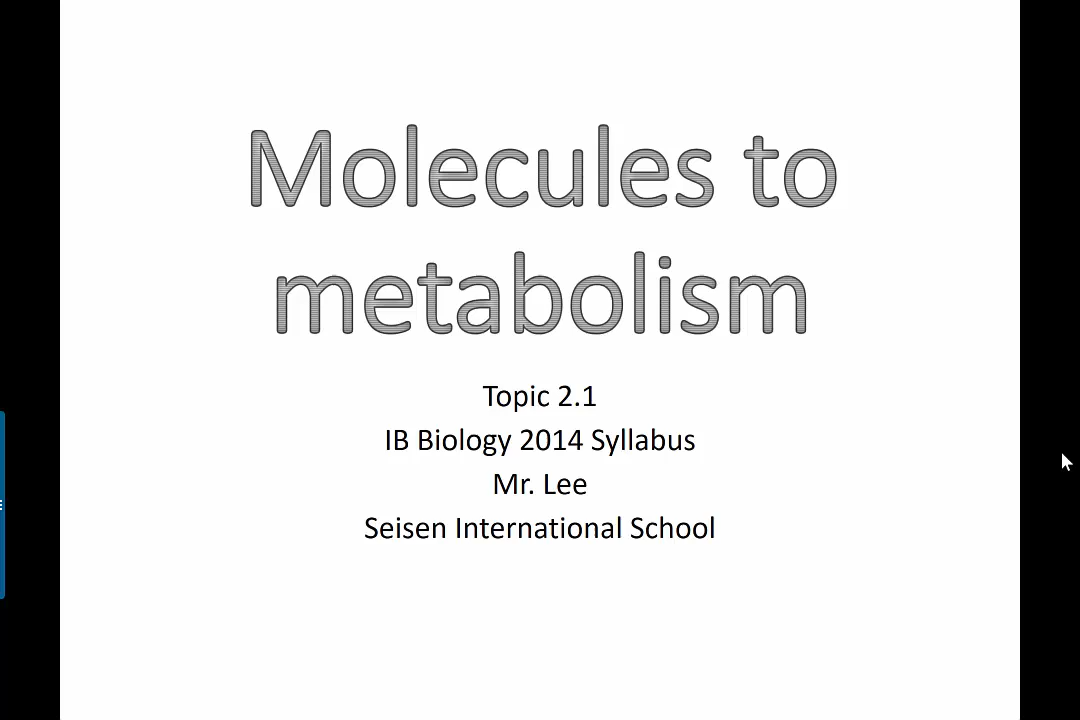 Molecules to
metabolism
Topic 2.1
IB Biology 2014 Syllabus
Mr. Lee
Seisen International School